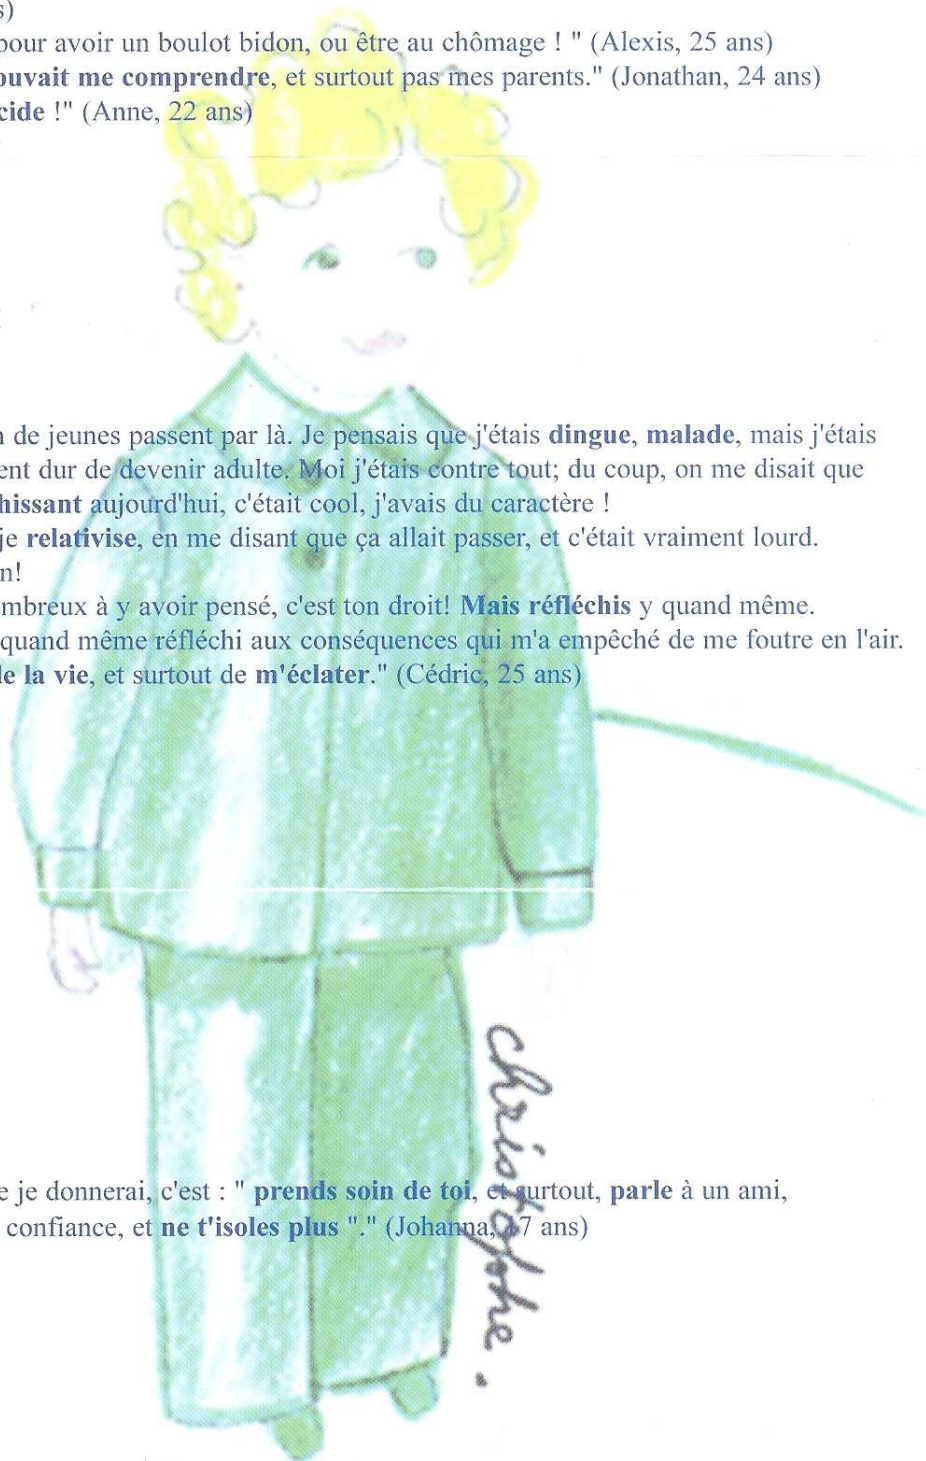 s)
pour avoir un boulot bidon, ou être au chômage ! " (Alexis, 25 ans)
ouvait me comprendre, et surtout pas mes parents." (Jonathan, 24 ans)
cide !" (Anne, 22 ans)
n de jeunes passent par là. Je pensais que j'étais dingue, malade, mais j'étais
ent dur de devenir adulte. Moi j'étais contre tout; du coup, on me disait que
hissant aujourd'hui, c'était cool, j'avais du caractère !
je relativise, en me disant que ça allait passer, et c'était vraiment lourd.
n!
mbreux à y avoir pensé, c'est ton droit! Mais réfléchis y quand même.
quand même réfléchi aux conséquences qui m'a empêché de me foutre en l'air.
le la vie, et surtout de m'éclater." (Cédric, 25 ans)
e je donnerai, c'est : " prends soin de toi, et surtout, parle à un ami,
confiance, et ne t'isoles plus "." (Johanna, 17 ans)
christophe.